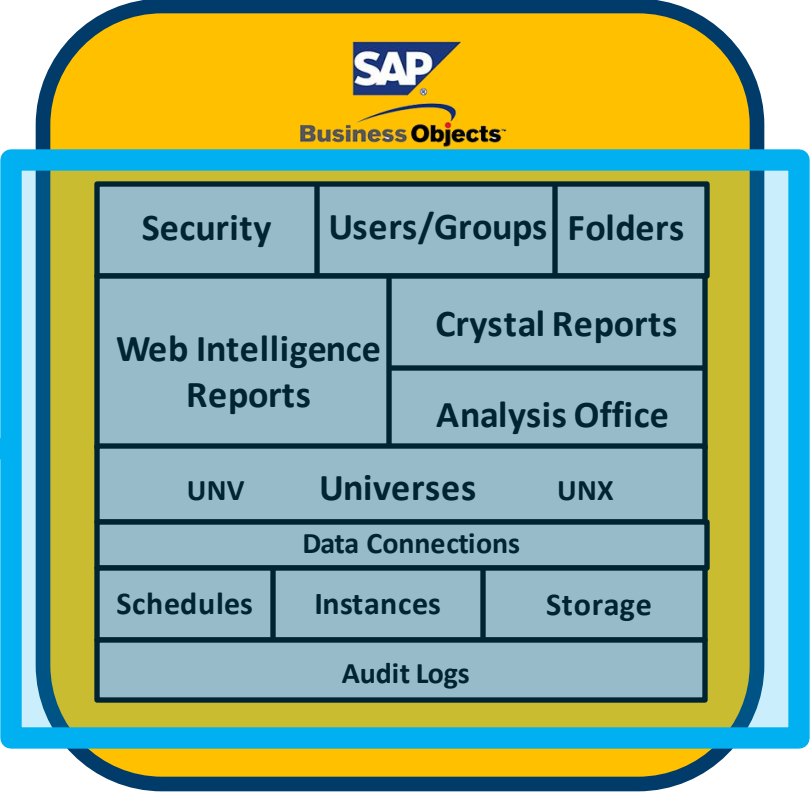 SAP
®
Business Objects™
Security
Users/Groups
Folders
Web Intelligence
Reports
Crystal Reports
Analysis Office
UNV
Universes
UNX
Data Connections
Schedules
Instances
Storage
Audit Logs